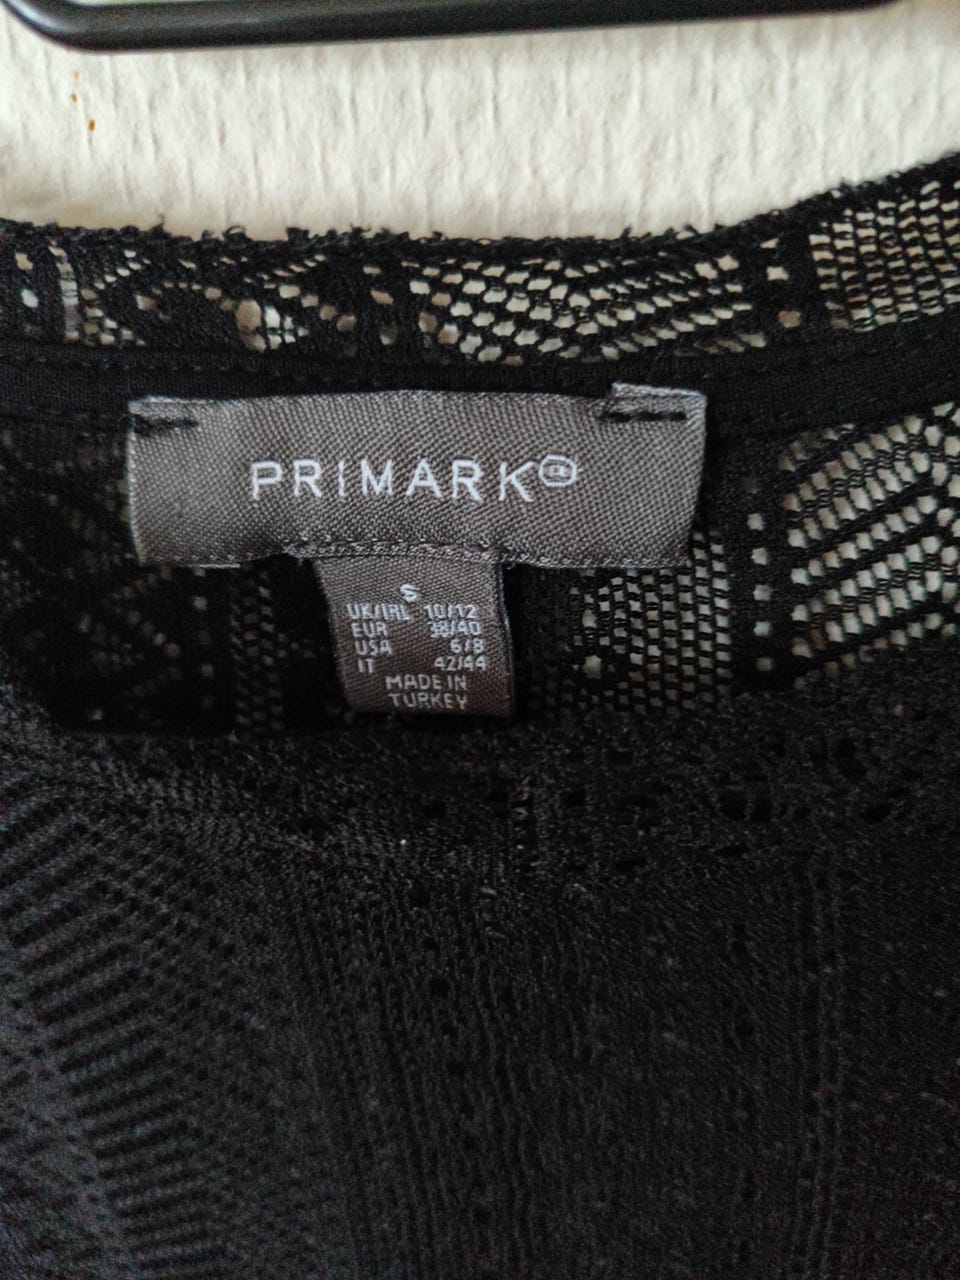 PRIMARK®
S
UK/IRL 10/12
EUR 38/40
USA 6/8
IT 42/44
MADE IN
TURKEY